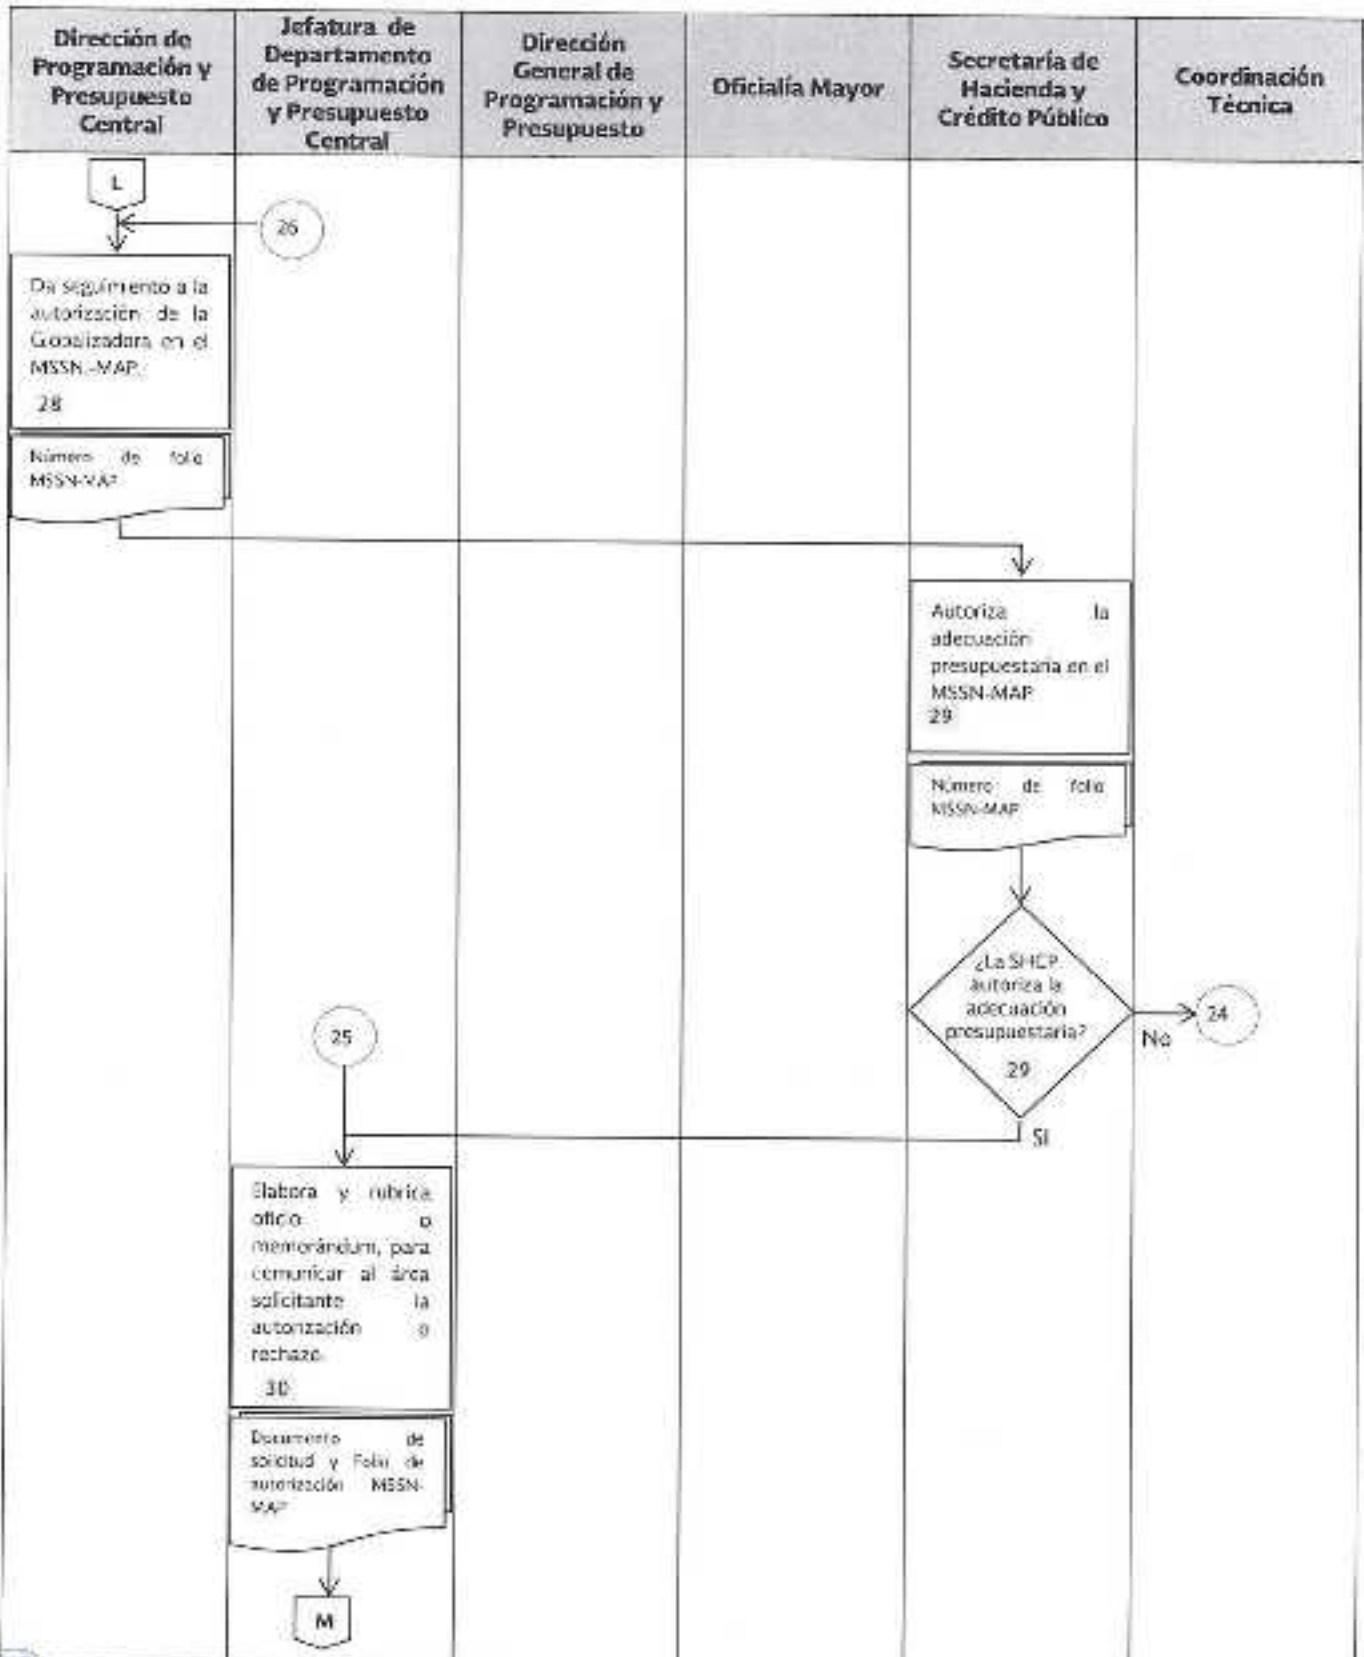 Dirección de
Programación y
Presupuesto
Central
Jefatura de
Departamento
de Programación
y Presupuesto
Central
Dirección
General de
Programación y
Presupuesto
Oficialía Mayor
Secretaría de
Hacienda y
Crédito Público
Coordinación
Técnica
L
26
Da seguimiento a la
autorización de la
Globalizadora en el
MSSN-MAP.
28
Número de folio
MSSN-MAP
Autoriza la
adecuación
presupuestaria en el
MSSN-MAP
29
Número de folio
MSSN-MAP
¿La SHCP
autoriza la
adecuación
presupuestaria?
29
No
24
Si
25
Elabora y rubrica
oficio o
memorándum, para
comunicar al área
solicitante la
autorización o
rechazo.
30
Documento de
solicitud y Folio de
autorización MSSN-
MAP
M